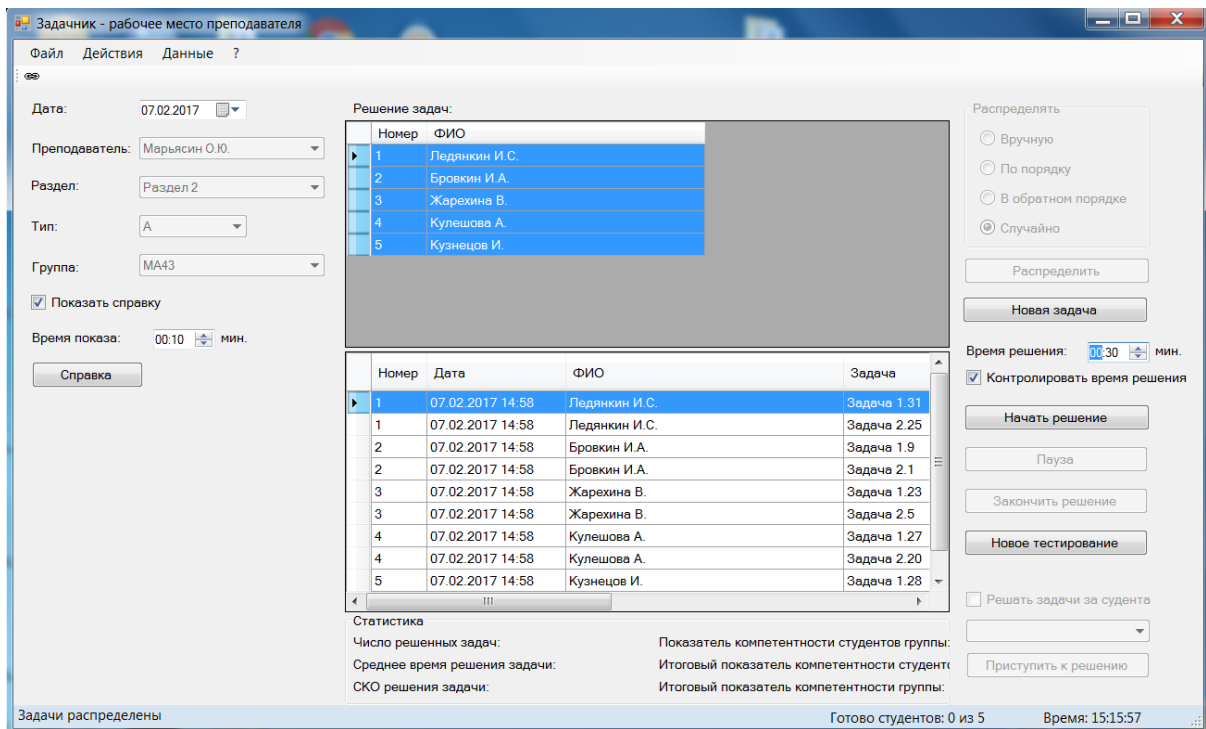 Задачник - рабочее место преподавателя
Файл Действия Данные ?
Дата: 07.02.2017
Преподаватель: Марьясин О.Ю.
Раздел: Раздел 2
Тип: А
Группа: МА43
Показать справку
Время показа: 00:10 мин.
Справка
Решение задач:
Номер ФИО
1 Ледянкин И.С.
2 Бровкин И.А.
3 Жарехина В.
4 Кулешова А.
5 Кузнецов И.
Номер Дата ФИО Задача
1 07.02.2017 14:58 Ледянкин И.С. Задача 1.31
1 07.02.2017 14:58 Ледянкин И.С. Задача 2.25
2 07.02.2017 14:58 Бровкин И.А. Задача 1.9
2 07.02.2017 14:58 Бровкин И.А. Задача 2.1
3 07.02.2017 14:58 Жарехина В. Задача 1.23
3 07.02.2017 14:58 Жарехина В. Задача 2.5
4 07.02.2017 14:58 Кулешова А. Задача 1.27
4 07.02.2017 14:58 Кулешова А. Задача 2.20
5 07.02.2017 14:58 Кузнецов И. Задача 1.28
Статистика
Число решенных задач: Показатель компетентности студентов группы:
Среднее время решения задачи: Итоговый показатель компетентности студенто
СКО решения задачи: Итоговый показатель компетентности группы:
Распределять
Вручную
По порядку
В обратном порядке
Случайно
Распределить
Новая задача
Время решения: 00:30 мин.
Контролировать время решения
Начать решение
Пауза
Закончить решение
Новое тестирование
Решать задачи за судента
Приступить к решению
Задачи распределены Готово студентов: 0 из 5 Время: 15:15:57